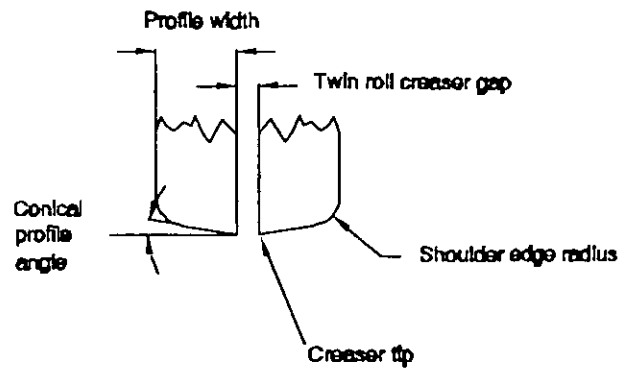 Profile width
Twin roll creaser gap
Conical
profile
angle
Shoulder edge radius
Creaser tip